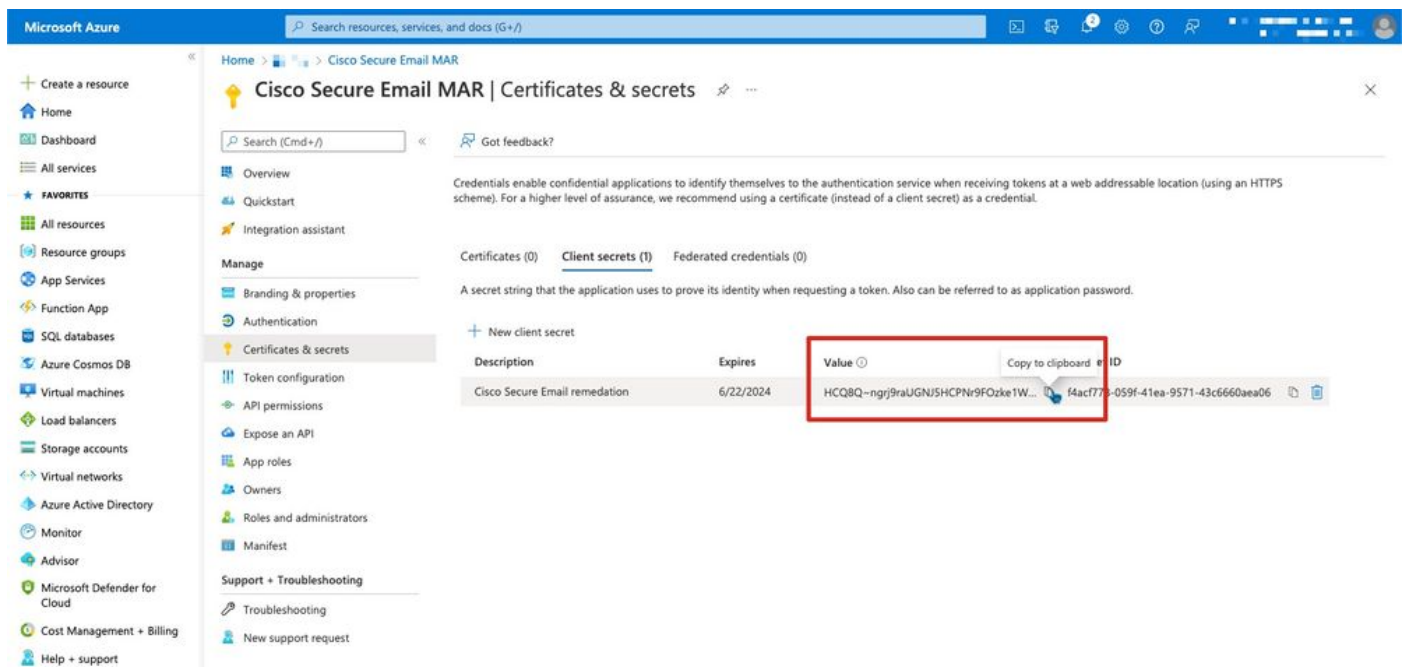 Microsoft Azure
Search resources, services, and docs (G+/)
2
Create a resource
Home
Dashboard
All services
FAVORITES
All resources
Resource groups
App Services
Function App
SQL databases
Azure Cosmos DB
Virtual machines
Load balancers
Storage accounts
Virtual networks
Azure Active Directory
Monitor
Advisor
Microsoft Defender for
Cloud
Cost Management + Billing
Help + support
Home > > Cisco Secure Email MAR
Cisco Secure Email MAR | Certificates & secrets
Search (Cmd+/)
Overview
Quickstart
Integration assistant
Manage
Branding & properties
Authentication
Certificates & secrets
Token configuration
API permissions
Expose an API
App roles
Owners
Roles and administrators
Manifest
Support + Troubleshooting
Troubleshooting
New support request
Got feedback?
Credentials enable confidential applications to identify themselves to the authentication service when receiving tokens at a web addressable location (using an HTTPS
scheme). For a higher level of assurance, we recommend using a certificate (instead of a client secret) as a credential.
Certificates (0) Client secrets (1) Federated credentials (0)
A secret string that the application uses to prove its identity when requesting a token. Also can be referred to as application password.
New client secret
Description Expires Value Copy to clipboard ID
Cisco Secure Email remedation 6/22/2024 HCQ8Q~ngrj9raUGNJ5HCPNr9FOzke1W... -059f-41ea-9571-43c6660aea06